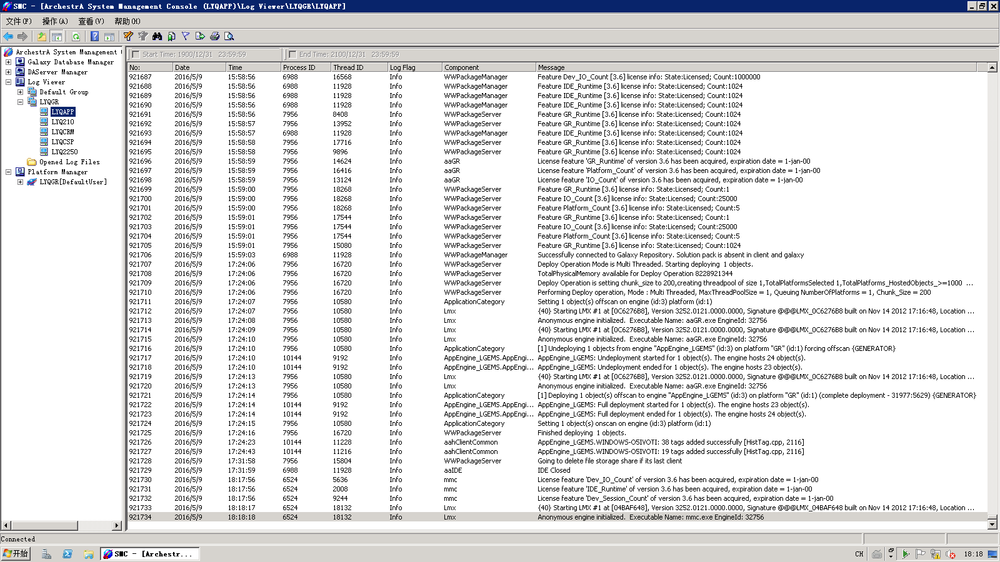 SMC - [ArchestrA System Management Console (LYQAPP)\Log Viewer\LYQGR\LYQAPP]
文件(F) 操作(A) 查看(V) 帮助(H)
ArchestrA System Management
Galaxy Database Manager
DAServer Manager
Log Viewer
Default Group
LYQGR
LYQAPP
LYQ210
LYQCRM
LYQCSP
LYQ2250
Opened Log Files
Platform Manager
LYQGR[DefaultUser]
Start Time: 1900/12/31 23:59:59 End Time: 2100/12/31 23:59:59
No: Date Time Process ID Thread ID Log Flag Component Message
921687 2016/5/9 15:58:56 6988 16568 Info WWPackageManager Feature Dev_IO_Count [3.6] license info: State:Licensed; Count:1000000
921688 2016/5/9 15:58:56 6988 11928 Info WWPackageManager Feature IDE_Runtime [3.6] license info: State:Licensed; Count:1024
921689 2016/5/9 15:58:56 6988 11928 Info WWPackageManager Feature IDE_Runtime [3.6] license info: State:Licensed; Count:1024
921690 2016/5/9 15:58:56 6988 11928 Info WWPackageManager Feature IDE_Runtime [3.6] license info: State:Licensed; Count:1024
921691 2016/5/9 15:58:56 7956 8408 Info WWPackageServer Feature GR_Runtime [3.6] license info: State:Licensed; Count:1024
921692 2016/5/9 15:58:57 7956 13952 Info WWPackageServer Feature GR_Runtime [3.6] license info: State:Licensed; Count:1024
921693 2016/5/9 15:58:57 6988 11928 Info WWPackageManager Feature IDE_Runtime [3.6] license info: State:Licensed; Count:1024
921694 2016/5/9 15:58:58 7956 17716 Info WWPackageServer Feature GR_Runtime [3.6] license info: State:Licensed; Count:1024
921695 2016/5/9 15:58:58 7956 9896 Info WWPackageServer Feature GR_Runtime [3.6] license info: State:Licensed; Count:1024
921696 2016/5/9 15:58:59 7956 14624 Info aaGR License feature 'GR_Runtime' of version 3.6 has been acquired, expiration date = 1-jan-00
921697 2016/5/9 15:58:59 7956 16416 Info aaGR License feature 'Platform_Count' of version 3.6 has been acquired, expiration date = 1-jan-00
921698 2016/5/9 15:58:59 7956 13124 Info aaGR License feature 'IO_Count' of version 3.6 has been acquired, expiration date = 1-jan-00
921699 2016/5/9 15:59:00 7956 18268 Info WWPackageServer Feature GR_Runtime [3.6] license info: State:Licensed; Count:1
921700 2016/5/9 15:59:00 7956 18268 Info WWPackageServer Feature IO_Count [3.6] license info: State:Licensed; Count:25000
921701 2016/5/9 15:59:00 7956 18268 Info WWPackageServer Feature Platform_Count [3.6] license info: State:Licensed; Count:5
921702 2016/5/9 15:59:01 7956 17544 Info WWPackageServer Feature GR_Runtime [3.6] license info: State:Licensed; Count:1
921703 2016/5/9 15:59:01 7956 17544 Info WWPackageServer Feature IO_Count [3.6] license info: State:Licensed; Count:25000
921704 2016/5/9 15:59:01 7956 17544 Info WWPackageServer Feature Platform_Count [3.6] license info: State:Licensed; Count:5
921705 2016/5/9 15:59:01 7956 15080 Info WWPackageServer Feature GR_Runtime [3.6] license info: State:Licensed; Count:1024
921706 2016/5/9 15:59:03 6988 11928 Info WWPackageManager Successfully connected to Galaxy Repository. Solution pack is absent in client and galaxy
921707 2016/5/9 17:24:06 7956 16720 Info WWPackageServer Deploy Operation Mode is Multi Threaded. Starting deploying 1 objects.
921708 2016/5/9 17:24:06 7956 16720 Info WWPackageServer TotalPhysicalMemory available for Deploy Operation 8228921344
921709 2016/5/9 17:24:06 7956 16720 Info WWPackageServer Deploy Operation is setting chunk_size to 200,creating threadpool of size 1,TotalPlatformsSelected 1,TotalPlatforms_HostedObjects_>=1000 ...
921710 2016/5/9 17:24:06 7956 16720 Info WWPackageServer Performing Deploy operation, Mode : Multi Threaded, MaxThreadPoolSize = 1, Queuing NumberOfPlatforms = 1, Chunk_Size = 200
921711 2016/5/9 17:24:07 7956 10580 Info ApplicationCategory Setting 1 object(s) offscan on engine (id:3) platform (id:1)
921712 2016/5/9 17:24:07 7956 10580 Info Lmx {40} Starting LMX #1 at [0C6276B8], Version 3252.0121.0000.0000, Signature @@@LMX_0C6276B8 built on Nov 14 2012 17:16:48, Location ...
921713 2016/5/9 17:24:08 7956 10580 Info Lmx Anonymous engine initialized. Executable Name: aaGR.exe EngineId: 32756
921714 2016/5/9 17:24:09 7956 10580 Info Lmx {40} Starting LMX #1 at [0C6276B8], Version 3252.0121.0000.0000, Signature @@@LMX_0C6276B8 built on Nov 14 2012 17:16:48, Location ...
921715 2016/5/9 17:24:10 7956 10580 Info Lmx Anonymous engine initialized. Executable Name: aaGR.exe EngineId: 32756
921716 2016/5/9 17:24:10 7956 10580 Info ApplicationCategory [1] Undeploying 1 objects from engine "AppEngine_LGEMS" (id:3) on platform "GR" (id:1) forcing offscan {GENERATOR}
921717 2016/5/9 17:24:10 10144 9192 Info AppEngine_LGEMS.AppEngi... AppEngine_LGEMS: Undeployment started for 1 object(s). The engine hosts 24 object(s).
921718 2016/5/9 17:24:10 10144 9192 Info AppEngine_LGEMS.AppEngi... AppEngine_LGEMS: Undeployment ended for 1 object(s). The engine hosts 23 object(s).
921719 2016/5/9 17:24:13 7956 10580 Info Lmx {40} Starting LMX #1 at [0C6276B8], Version 3252.0121.0000.0000, Signature @@@LMX_0C6276B8 built on Nov 14 2012 17:16:48, Location ...
921720 2016/5/9 17:24:13 7956 10580 Info Lmx Anonymous engine initialized. Executable Name: aaGR.exe EngineId: 32756
921721 2016/5/9 17:24:14 7956 10580 Info ApplicationCategory [1] Deploying 1 object(s) offscan to engine "AppEngine_LGEMS" (id:3) on platform "GR" (id:1) (complete deployment - 31977:5629) {GENERATOR}
921722 2016/5/9 17:24:14 10144 9192 Info AppEngine_LGEMS.AppEngi... AppEngine_LGEMS: Full deployment started for 1 object(s). The engine hosts 23 object(s).
921723 2016/5/9 17:24:14 10144 9192 Info AppEngine_LGEMS.AppEngi... AppEngine_LGEMS: Full deployment ended for 1 object(s). The engine hosts 24 object(s).
921724 2016/5/9 17:24:15 7956 10580 Info ApplicationCategory Setting 1 object(s) onscan on engine (id:3) platform (id:1)
921725 2016/5/9 17:24:16 7956 16720 Info WWPackageServer Finished deploying 1 objects.
921726 2016/5/9 17:24:23 10144 11228 Info aahClientCommon AppEngine_LGEMS.WINDOWS-O5IVOTI: 38 tags added successfully [HistTag.cpp, 2116]
921727 2016/5/9 17:24:43 10144 11216 Info aahClientCommon AppEngine_LGEMS.WINDOWS-O5IVOTI: 19 tags added successfully [HistTag.cpp, 2116]
921728 2016/5/9 17:31:58 7956 15804 Info WWPackageServer Going to delete file storage share if its last client
921729 2016/5/9 17:31:59 6988 11928 Info aaIDE IDE Closed
921730 2016/5/9 18:17:56 6524 5636 Info mmc License feature 'Dev_IO_Count' of version 3.6 has been acquired, expiration date = 1-jan-00
921731 2016/5/9 18:17:56 6524 2008 Info mmc License feature 'IDE_Runtime' of version 3.6 has been acquired, expiration date = 1-jan-00
921732 2016/5/9 18:17:56 6524 9244 Info mmc License feature 'Dev_Session_Count' of version 3.6 has been acquired, expiration date = 1-jan-00
921733 2016/5/9 18:18:17 6524 18132 Info Lmx {40} Starting LMX #1 at [04BAF648], Version 3252.0121.0000.0000, Signature @@@LMX_04BAF648 built on Nov 14 2012 17:16:48, Location ...
921734 2016/5/9 18:18:18 6524 18132 Info Lmx Anonymous engine initialized. Executable Name: mmc.exe EngineId: 32756
Connected
开始 SMC - [Archestr... CH 18:18